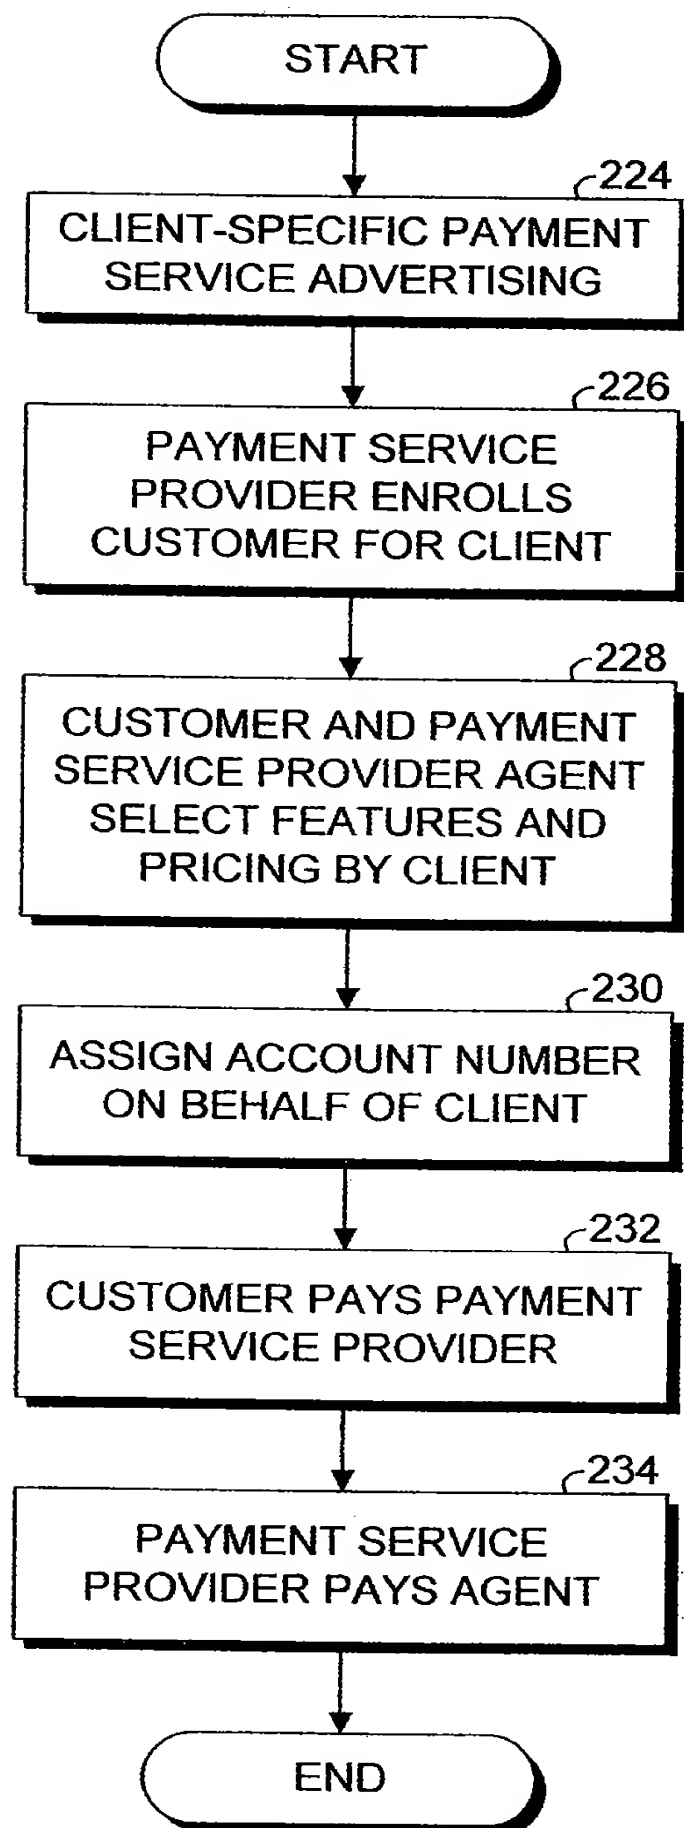 START
224
CLIENT-SPECIFIC PAYMENT
SERVICE ADVERTISING
226
PAYMENT SERVICE
PROVIDER ENROLLS
CUSTOMER FOR CLIENT
228
CUSTOMER AND PAYMENT
SERVICE PROVIDER AGENT
SELECT FEATURES AND
PRICING BY CLIENT
230
ASSIGN ACCOUNT NUMBER
ON BEHALF OF CLIENT
232
CUSTOMER PAYS PAYMENT
SERVICE PROVIDER
234
PAYMENT SERVICE
PROVIDER PAYS AGENT
END